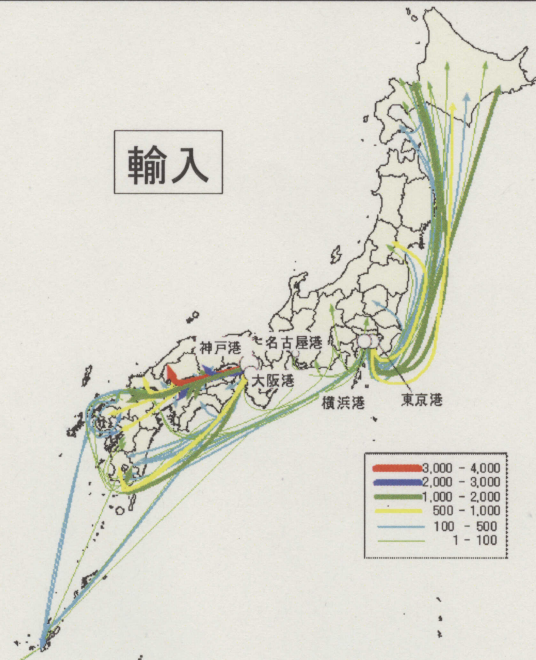 輸入
神戸港
名古屋港
大阪港
横浜港
東京港
3,000 - 4,000
2,000 - 3,000
1,000 - 2,000
500 - 1,000
100 - 500
1 - 100